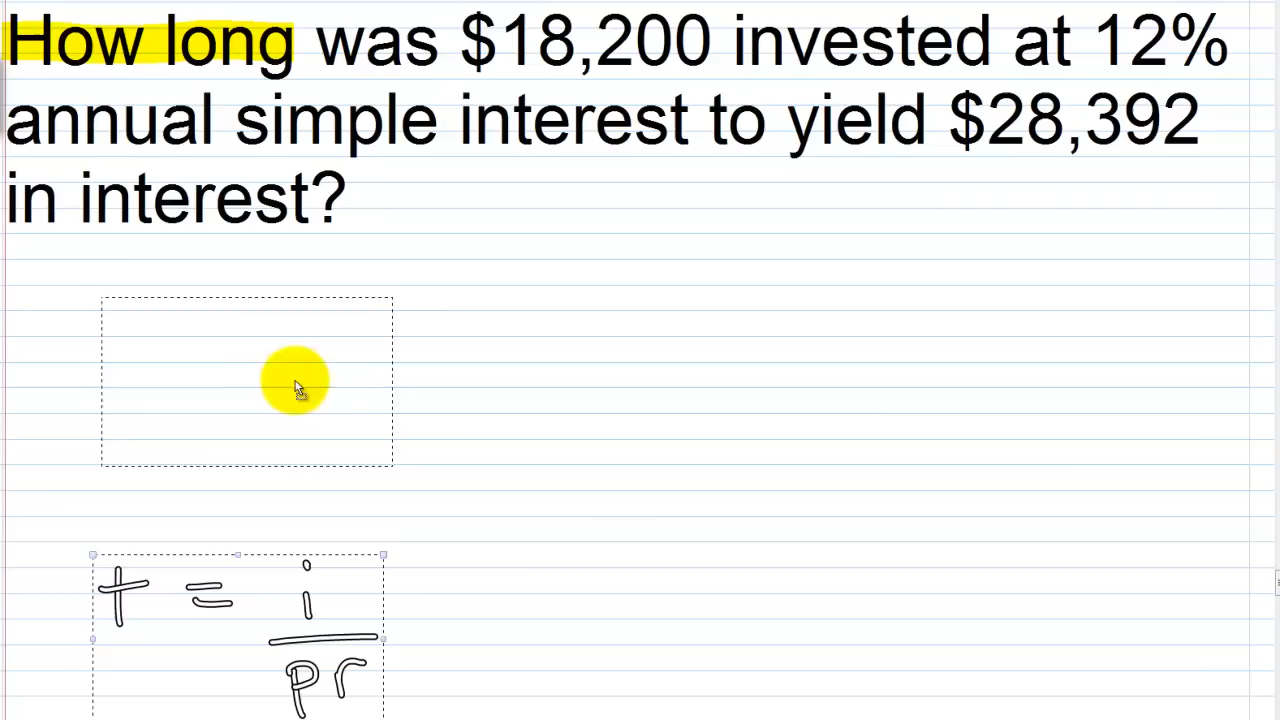 How long was $18,200 invested at 12%
annual simple interest to yield $28,392
in interest?
t = i
pr